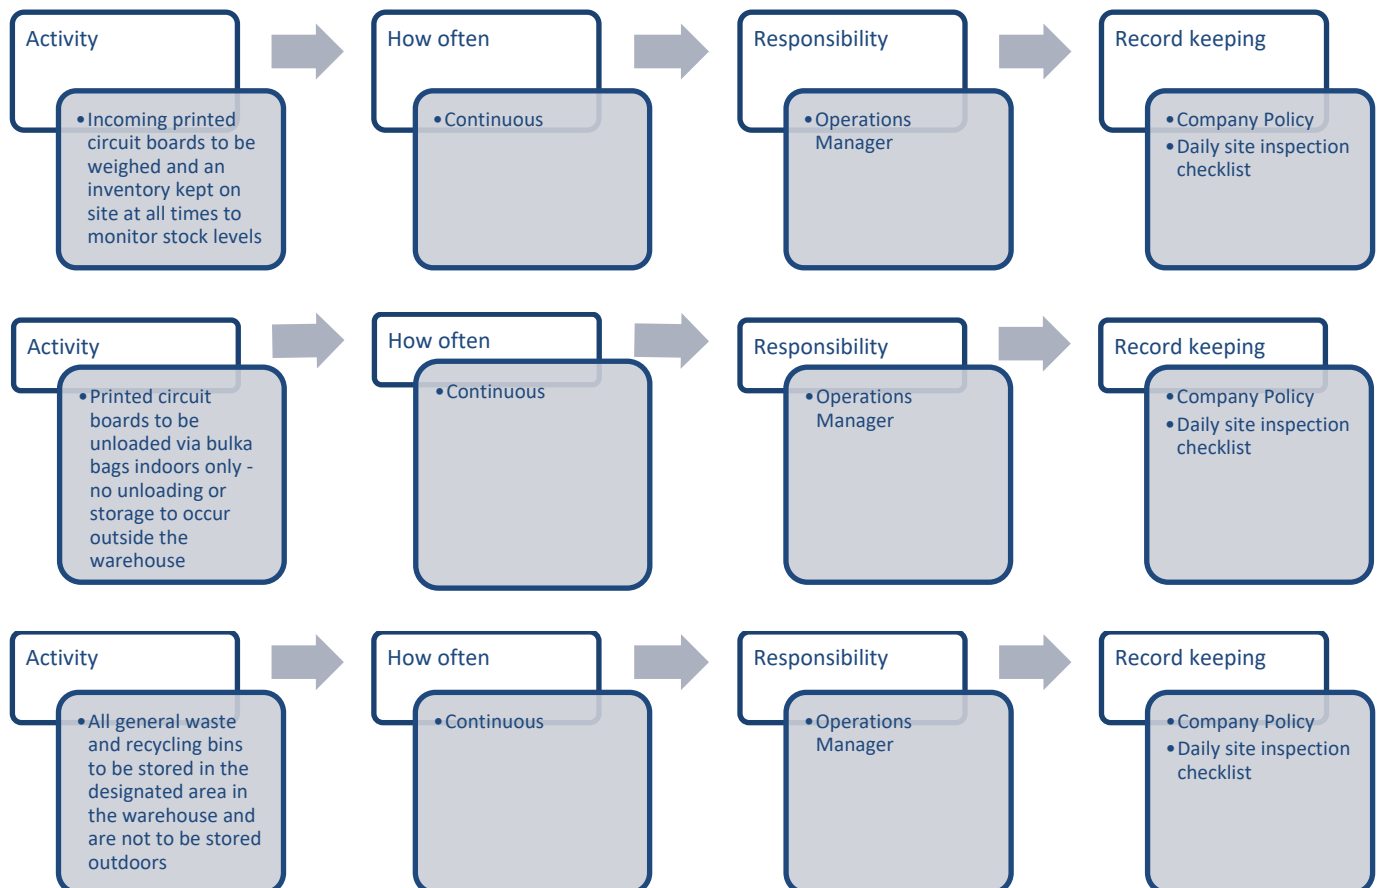 Activity
How often
Responsibility
Record keeping
•Incoming printed
circuit boards to be
weighed and an
inventory kept on
site at all times to
monitor stock levels
•Continuous
•Operations
Manager
•Company Policy
•Daily site inspection
checklist
Activity
How often
Responsibility
Record keeping
•Printed circuit
boards to be
unloaded via bulka
bags indoors only -
no unloading or
storage to occur
outside the
warehouse
•Continuous
•Operations
Manager
•Company Policy
•Daily site inspection
checklist
Activity
How often
Responsibility
Record keeping
•All general waste
and recycling bins
to be stored in the
designated area in
the warehouse and
are not to be stored
outdoors
•Continuous
•Operations
Manager
•Company Policy
•Daily site inspection
checklist